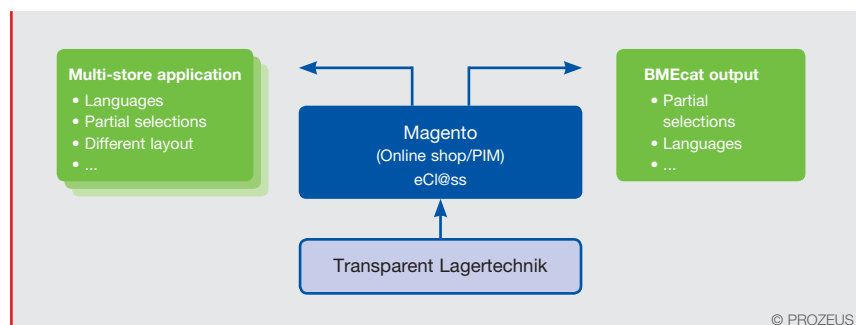 Multi-store application
• Languages
• Partial selections
• Different layout
• ...
Magento
(Online shop/PIM)
eCl@ss
BMEcat output
• Partial
selections
• Languages
• ...
Transparent Lagertechnik
© PROZEUS